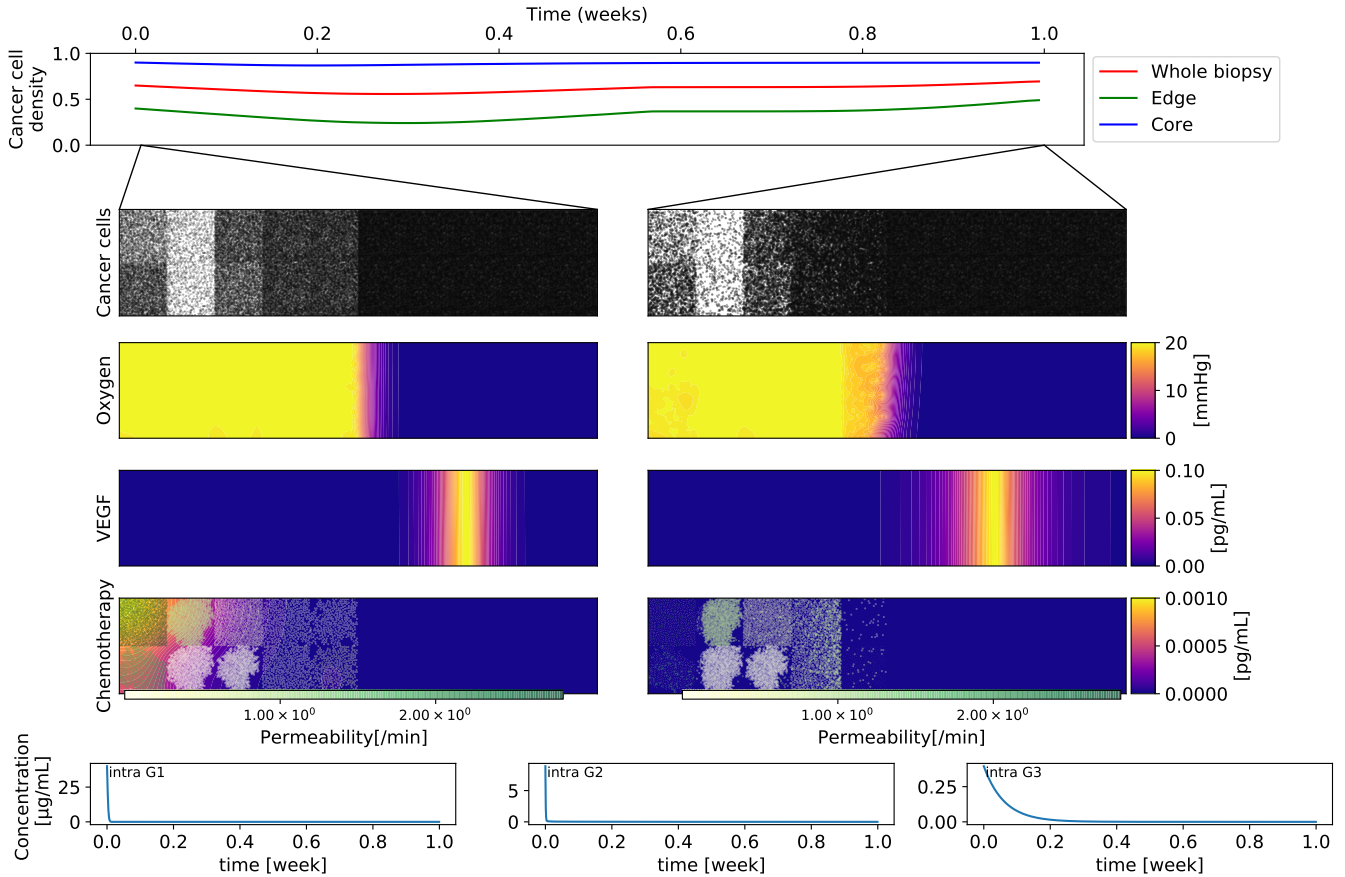 Time (weeks)
0.0 0.2 0.4 0.6 0.8 1.0
Cancer cell
density
1.0
0.5
0.0
Whole biopsy
Edge
Core
Cancer cells
Oxygen
20
10
0
[mmHg]
VEGF
0.10
0.05
0.00
[pg/mL]
Chemotherapy
0.0010
0.0005
0.0000
[pg/mL]
1.00 × 10⁰ 2.00 × 10⁰
Permeability[/min]
1.00 × 10⁰ 2.00 × 10⁰
Permeability[/min]
Concentration
[µg/mL]
25
0
intra G1
0.0 0.2 0.4 0.6 0.8 1.0
time [week]
5
0
intra G2
0.0 0.2 0.4 0.6 0.8 1.0
time [week]
0.25
0.00
intra G3
0.0 0.2 0.4 0.6 0.8 1.0
time [week]